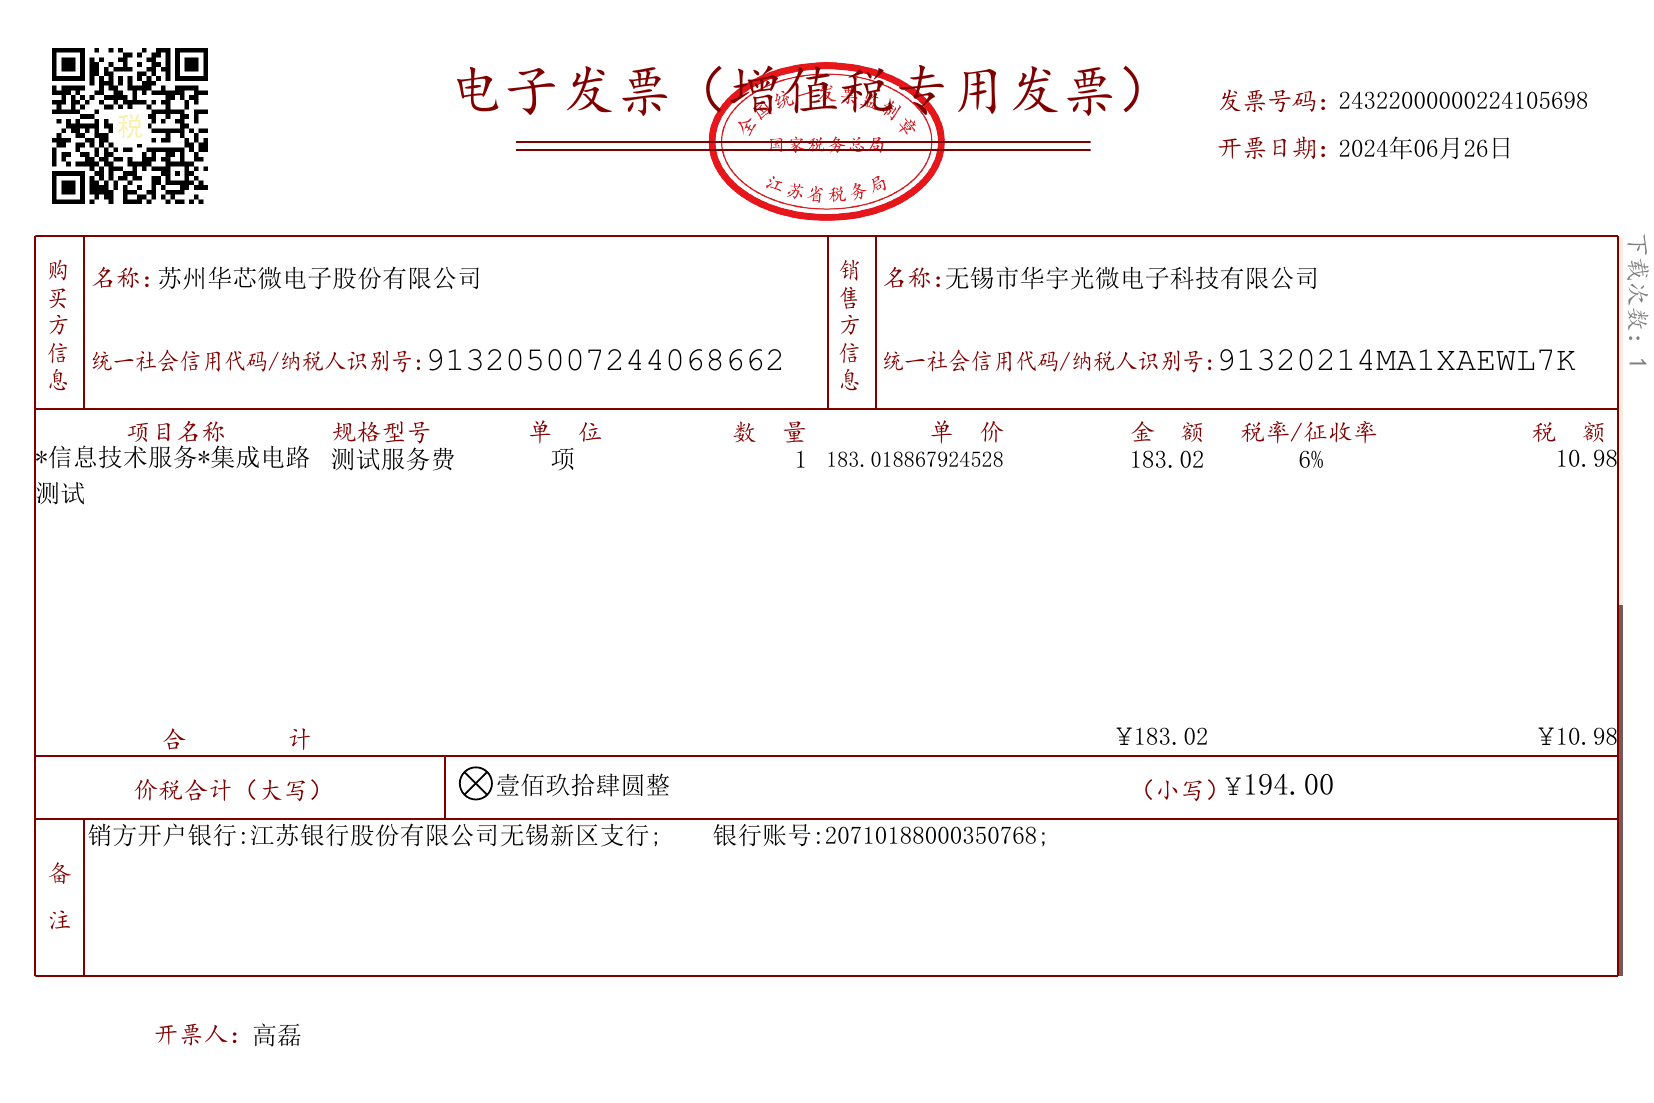 电子发票（增值税专用发票）
发票号码：24322000000224105698
开票日期：2024年06月26日
税
全国统一发票监制章
国家税务总局
江苏省税务局
下载次数：1
购买方信息
名称：苏州华芯微电子股份有限公司
统一社会信用代码/纳税人识别号：913205007244068662
销售方信息
名称：无锡市华宇光微电子科技有限公司
统一社会信用代码/纳税人识别号：91320214MA1XAEWL7K
项目名称 规格型号 单 位 数 量 单 价 金 额 税率/征收率 税 额
*信息技术服务*集成电路 测试服务费 项 1 183.018867924528 183.02 6% 10.98
测试
合 计 ¥183.02 ¥10.98
价税合计（大写） ⊗壹佰玖拾肆圆整 （小写）¥194.00
备注
销方开户银行:江苏银行股份有限公司无锡新区支行; 银行账号:20710188000350768;
开票人：高磊